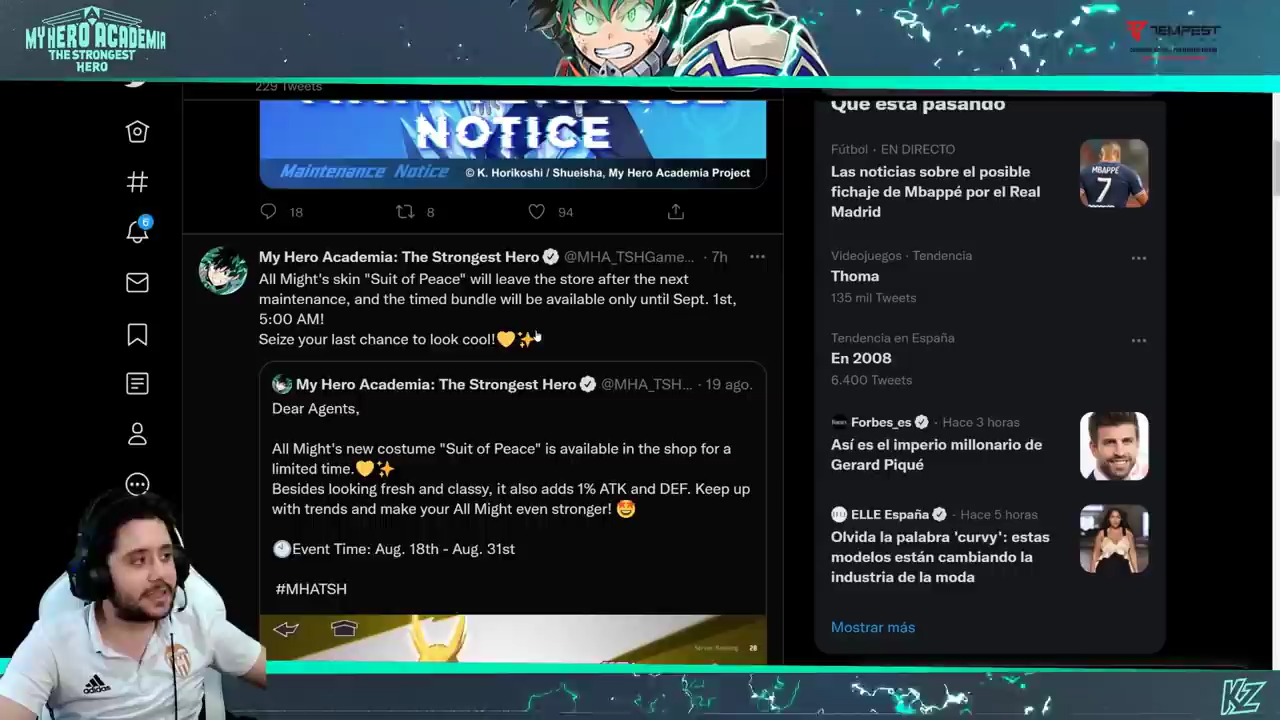 MY HERO ACADEMIA
THE STRONGEST
HERO
TEMPEST
229 Tweets
NOTICE
Maintenance Notice
© K. Horikoshi / Shueisha, My Hero Academia Project
18
8
94
6
My Hero Academia: The Strongest Hero @MHA_TSHGame... · 7h
All Might's skin "Suit of Peace" will leave the store after the next
maintenance, and the timed bundle will be available only until Sept. 1st,
5:00 AM!
Seize your last chance to look cool!💛✨
My Hero Academia: The Strongest Hero @MHA_TSH... · 19 ago.
Dear Agents,
All Might's new costume "Suit of Peace" is available in the shop for a
limited time.💛✨
Besides looking fresh and classy, it also adds 1% ATK and DEF. Keep up
with trends and make your All Might even stronger! 🤩
🕙Event Time: Aug. 18th - Aug. 31st
#MHATSH
28
Qué está pasando
Fútbol · EN DIRECTO
Las noticias sobre el posible
fichaje de Mbappé por el Real
Madrid
MBAPPÉ
7
Videojuegos · Tendencia
Thoma
135 mil Tweets
Tendencia en España
En 2008
6.400 Tweets
Forbes_es · Hace 3 horas
Así es el imperio millonario de
Gerard Piqué
ELLE España · Hace 5 horas
Olvida la palabra 'curvy': estas
modelos están cambiando la
industria de la moda
Mostrar más
adidas
KZ